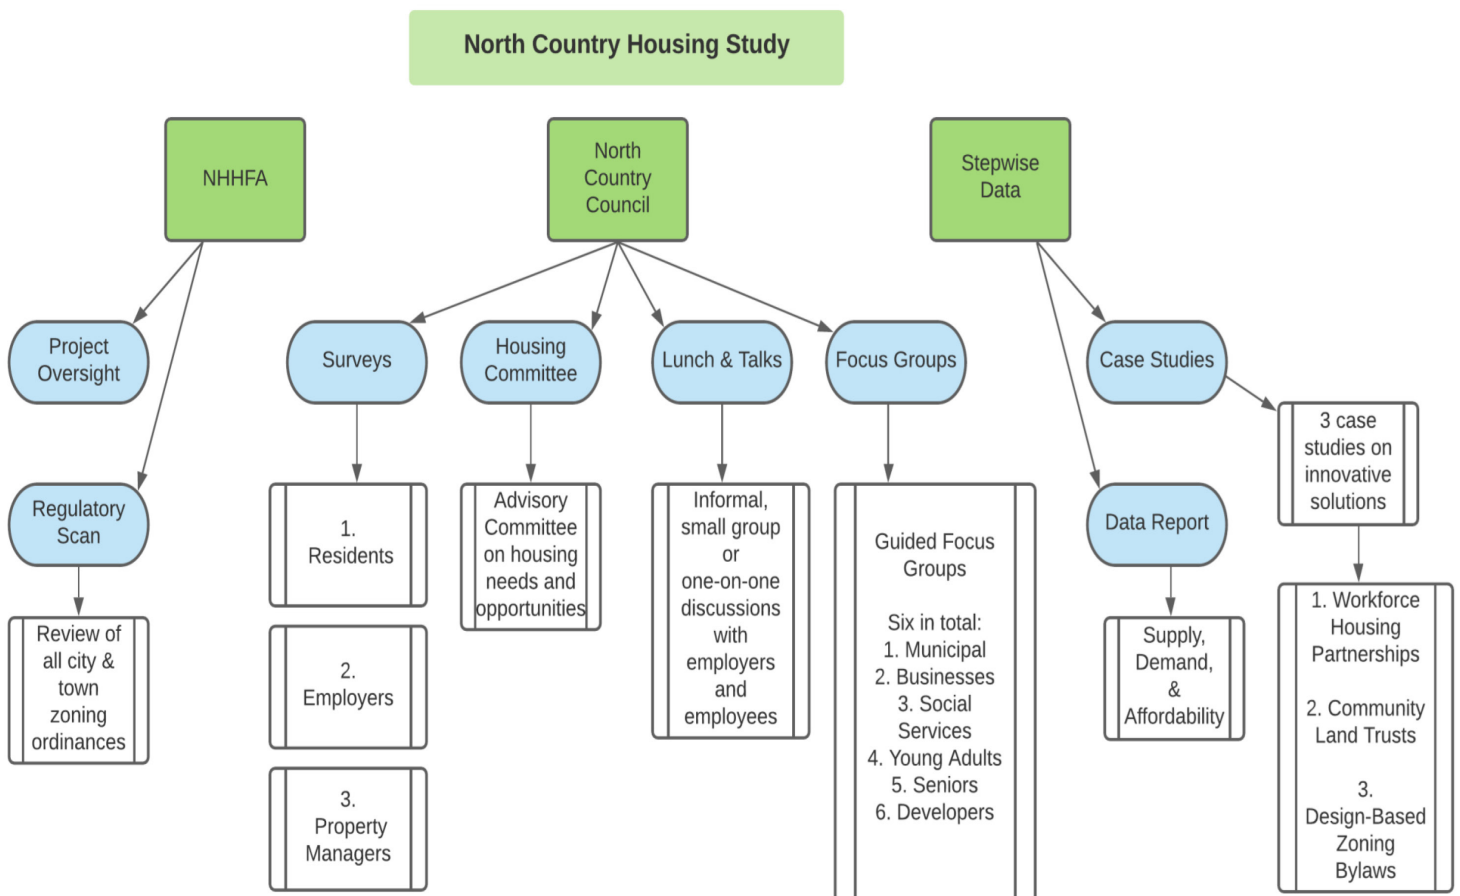 North Country Housing Study
NHHFA
North
Country
Council
Stepwise
Data
Project
Oversight
Surveys
Housing
Committee
Lunch & Talks
Focus Groups
Case Studies
Regulatory
Scan
Review of
all city &
town
zoning
ordinances
1.
Residents
2.
Employers
3.
Property
Managers
Advisory
Committee
on housing
needs and
opportunities
Informal,
small group
or
one-on-one
discussions
with
employers
and
employees
Guided Focus
Groups
Six in total:
1. Municipal
2. Businesses
3. Social
Services
4. Young Adults
5. Seniors
6. Developers
Data Report
Supply,
Demand,
&
Affordability
3 case
studies on
innovative
solutions
1. Workforce
Housing
Partnerships
2. Community
Land Trusts
3.
Design-Based
Zoning
Bylaws